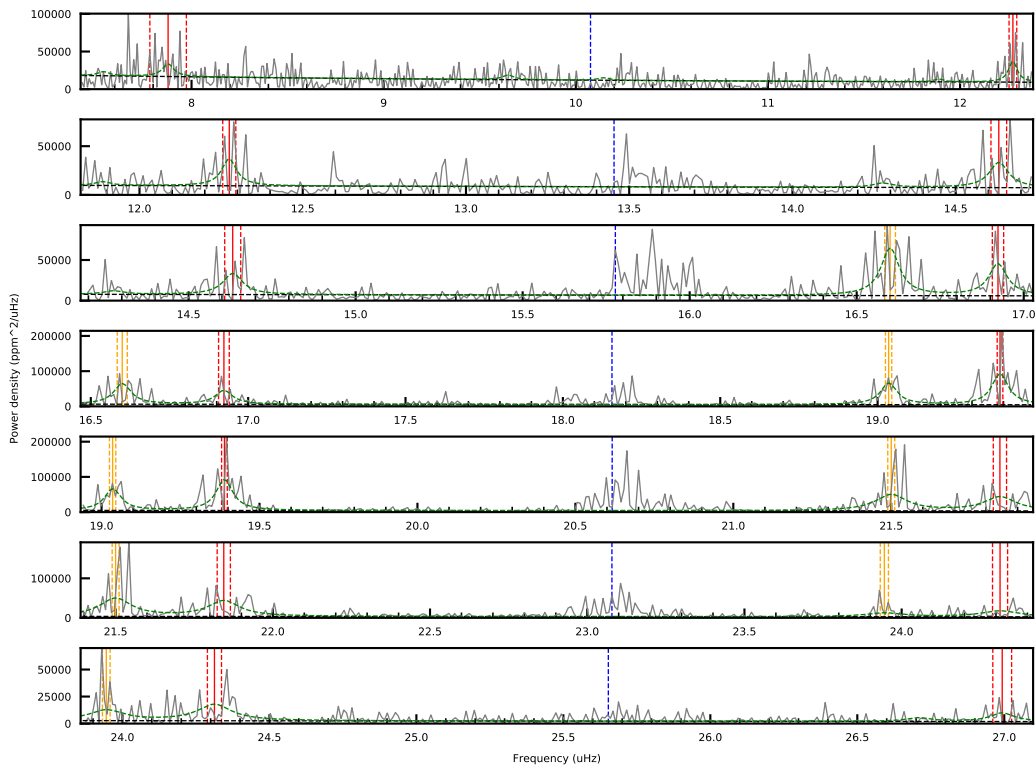 100000
50000
0
8 9 10 11 12
50000
0
12.0 12.5 13.0 13.5 14.0 14.5
50000
0
14.5 15.0 15.5 16.0 16.5 17.0
Power density (ppm^2/uHz)
200000
100000
0
16.5 17.0 17.5 18.0 18.5 19.0
200000
100000
0
19.0 19.5 20.0 20.5 21.0 21.5
100000
0
21.5 22.0 22.5 23.0 23.5 24.0
50000
25000
0
24.0 24.5 25.0 25.5 26.0 26.5 27.0
Frequency (uHz)